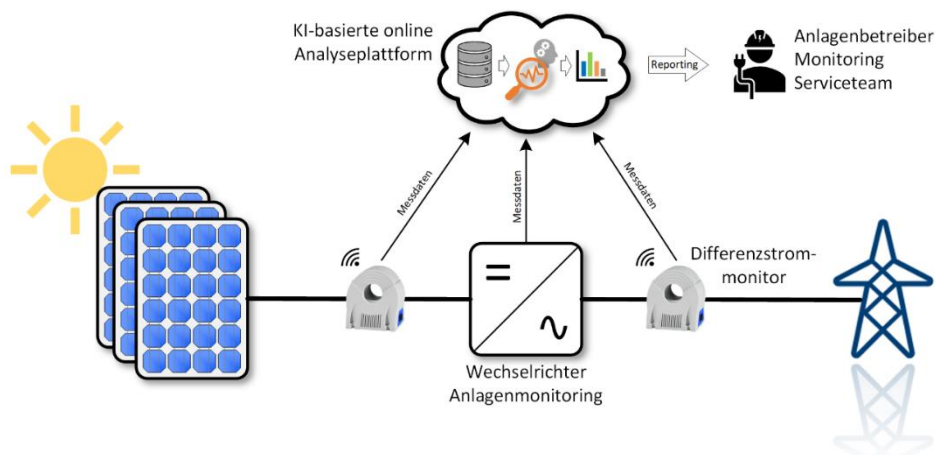 KI-basierte online
Analyseplattform
Reporting
Anlagenbetreiber
Monitoring
Serviceteam
Messdaten
Messdaten
Messdaten
Differenzstrom-
monitor
Wechselrichter
Anlagenmonitoring